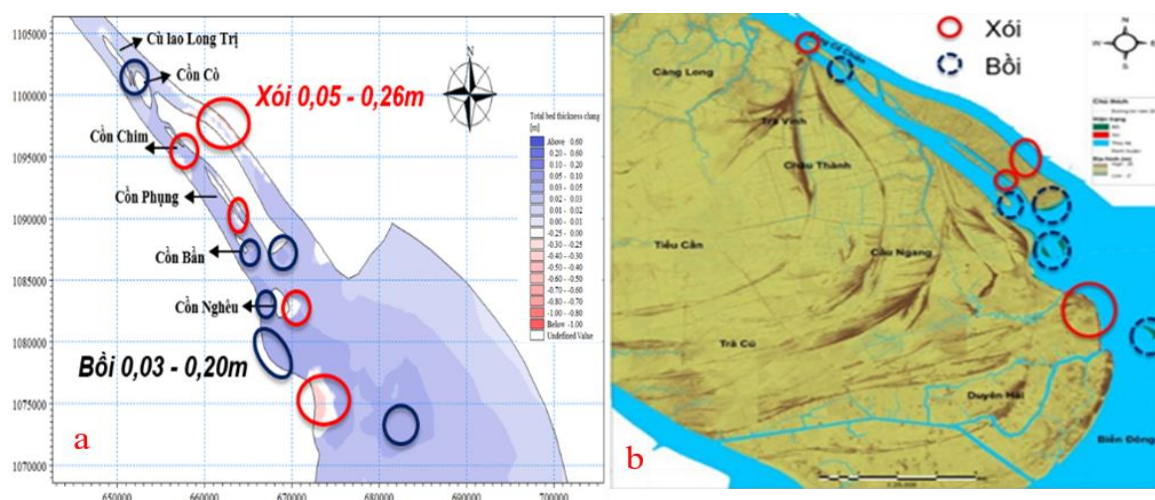 1105000
1100000
1095000
1090000
1085000
1080000
1075000
1070000
650000
660000
670000
680000
690000
700000
Cù lao Long Trị
Cồn Cò
Cồn Chim
Cồn Phụng
Cồn Bần
Cồn Nghêu
Xói 0,05 - 0,26m
Bồi 0,03 - 0,20m
N
Total bed thickness chang
[m]
Above 0.60
0.20 - 0.60
0.10 - 0.20
0.05 - 0.10
0.03 - 0.05
0.02 - 0.03
0.01 - 0.02
0.00 - 0.01
-0.25 - 0.00
-0.30 - -0.25
-0.40 - -0.30
-0.50 - -0.40
-0.60 - -0.50
-0.70 - -0.60
-0.80 - -0.70
-1.00 - -0.80
Below -1.00
Undefined Value
a
Xói
Bồi
N
W
E
S
Sông Cổ Chiên
Càng Long
Trà Vinh
Châu Thành
Tiểu Cần
Cầu Ngang
Trà Cú
Duyên Hải
Biển Đông
Chú thích
b